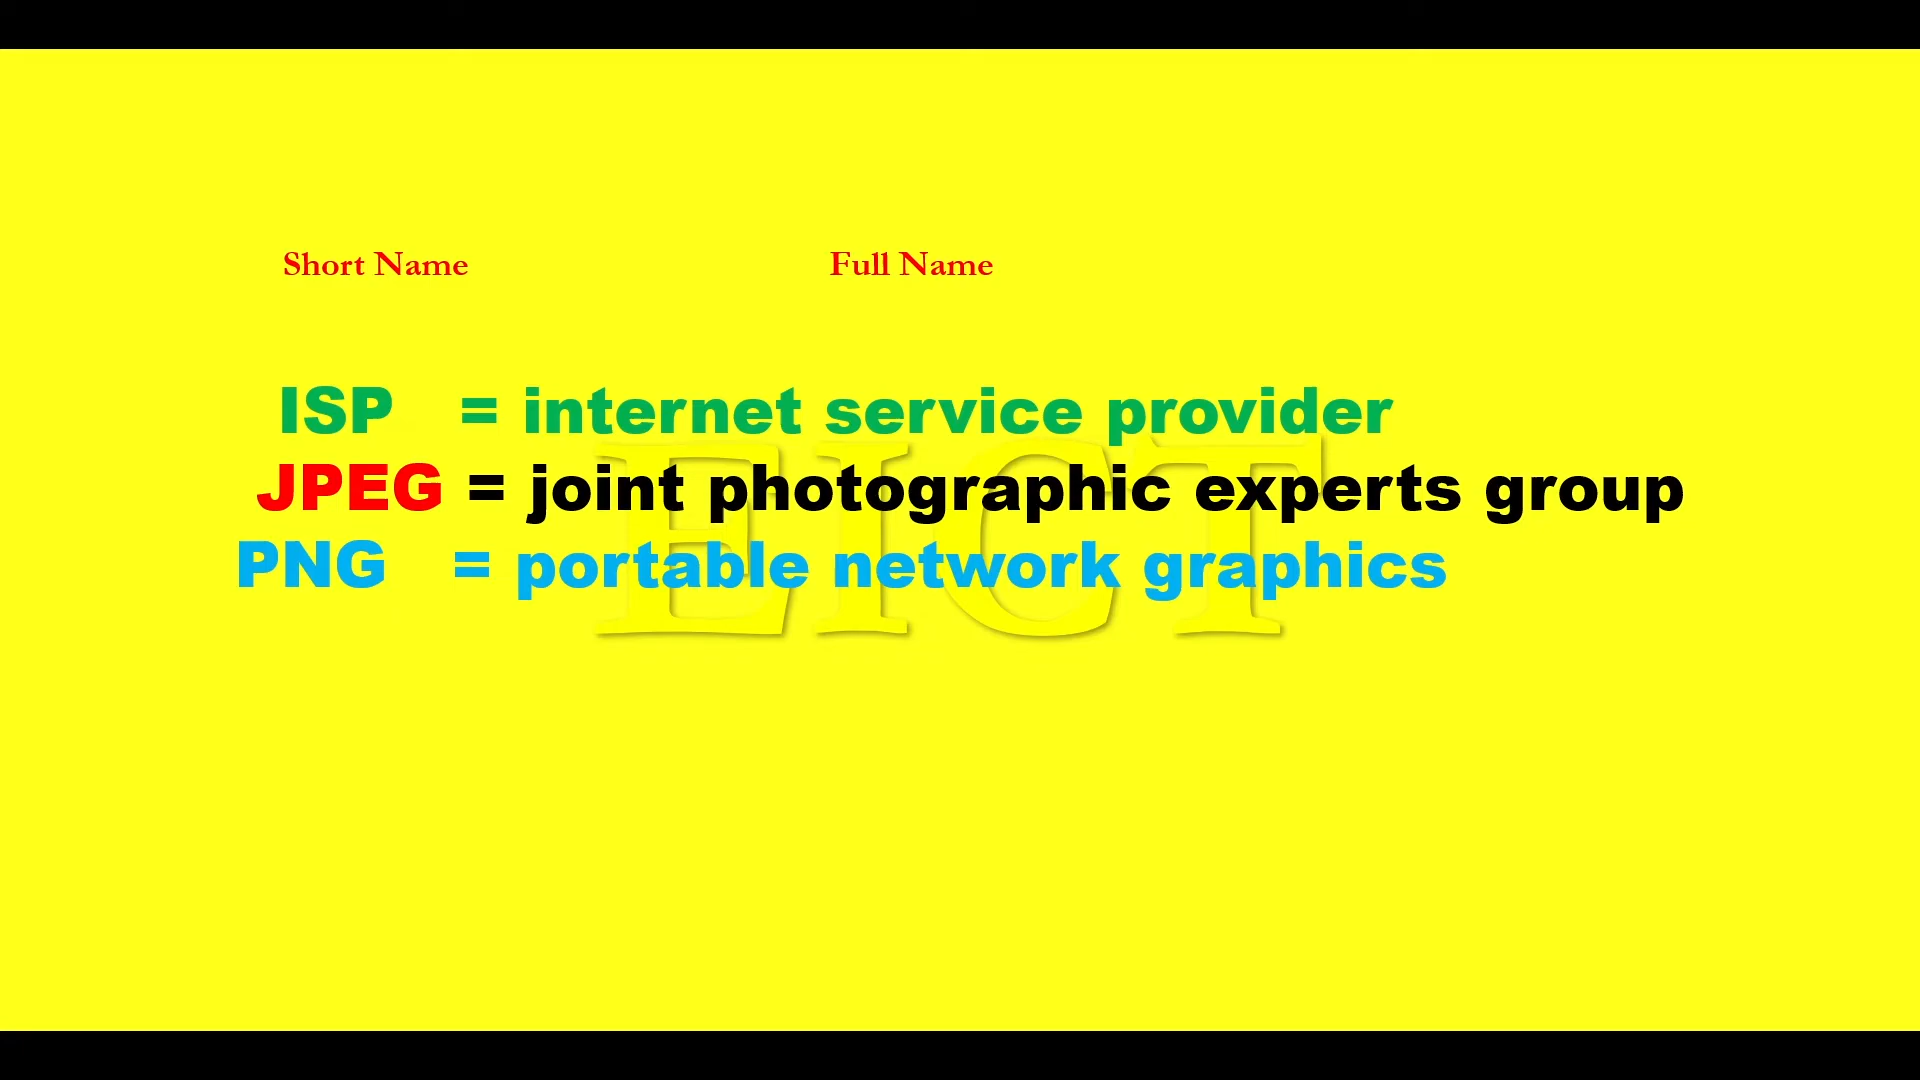 Short Name Full Name
ISP = internet service provider
JPEG = joint photographic experts group
PNG = portable network graphics
EICT